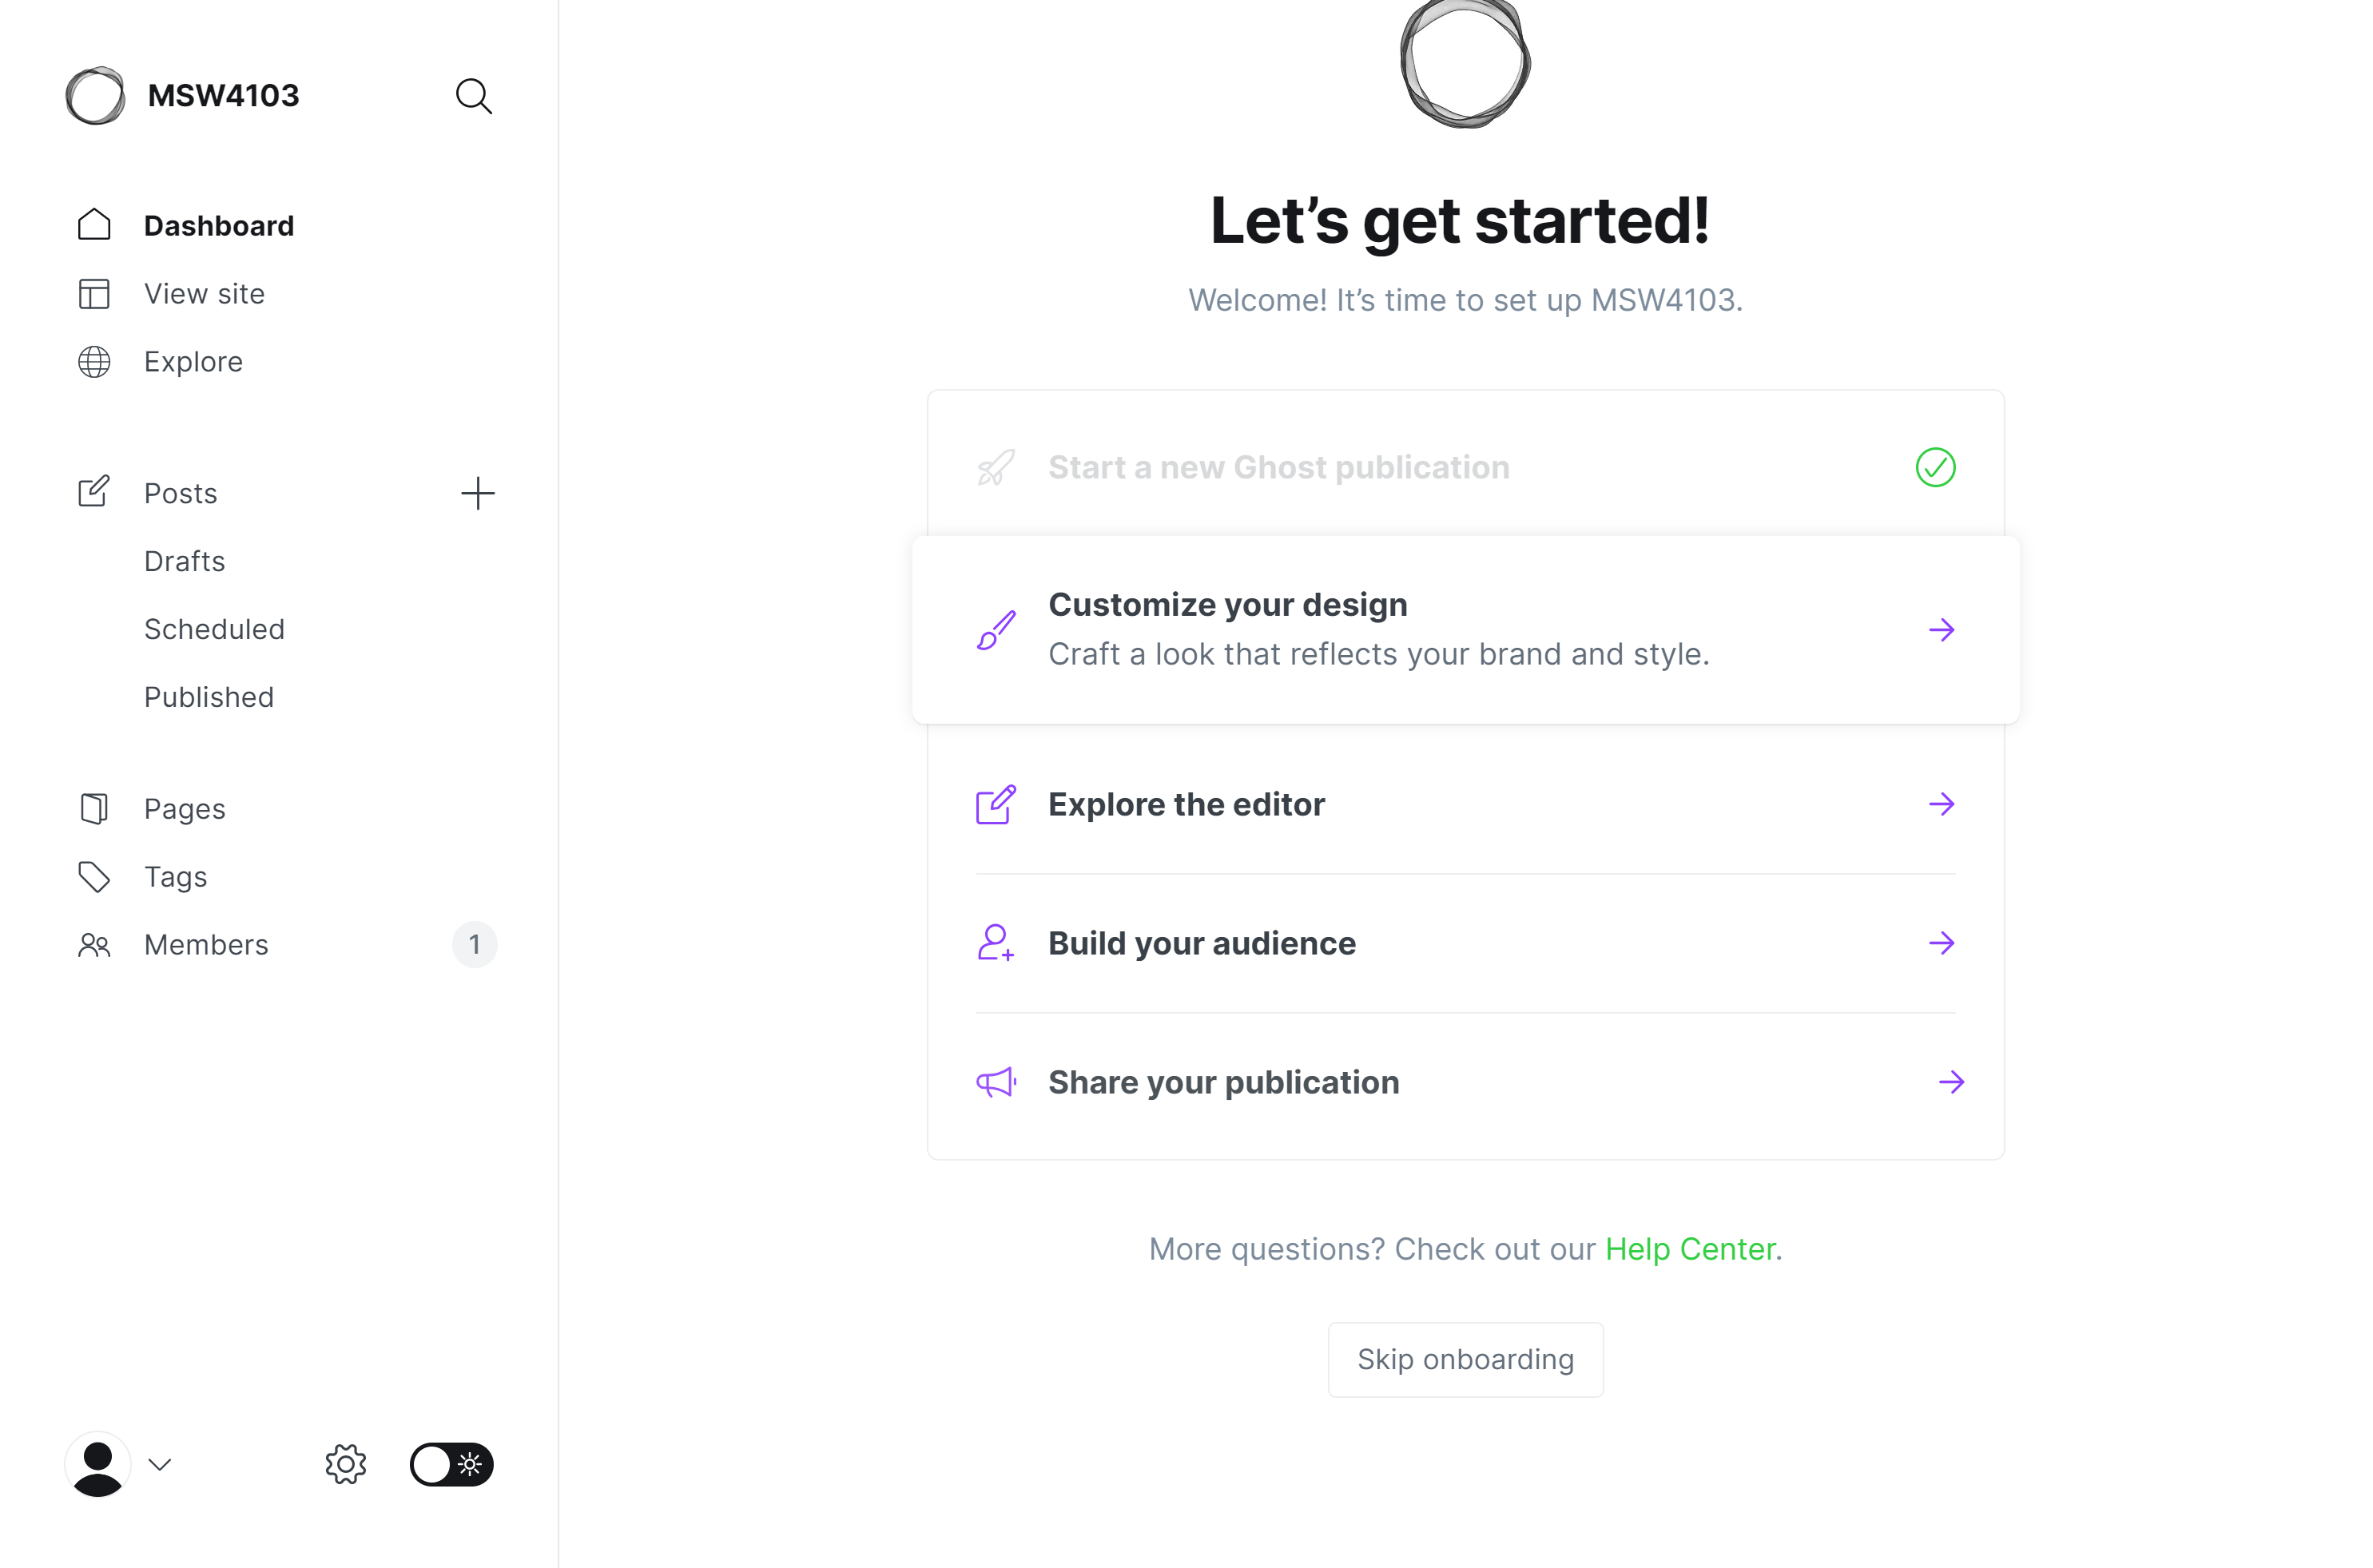 MSW4103
Dashboard
View site
Explore
Posts
Drafts
Scheduled
Published
Pages
Tags
Members
1
Let’s get started!
Welcome! It’s time to set up MSW4103.
Start a new Ghost publication
Customize your design
Craft a look that reflects your brand and style.
Explore the editor
Build your audience
Share your publication
More questions? Check out our Help Center.
Skip onboarding